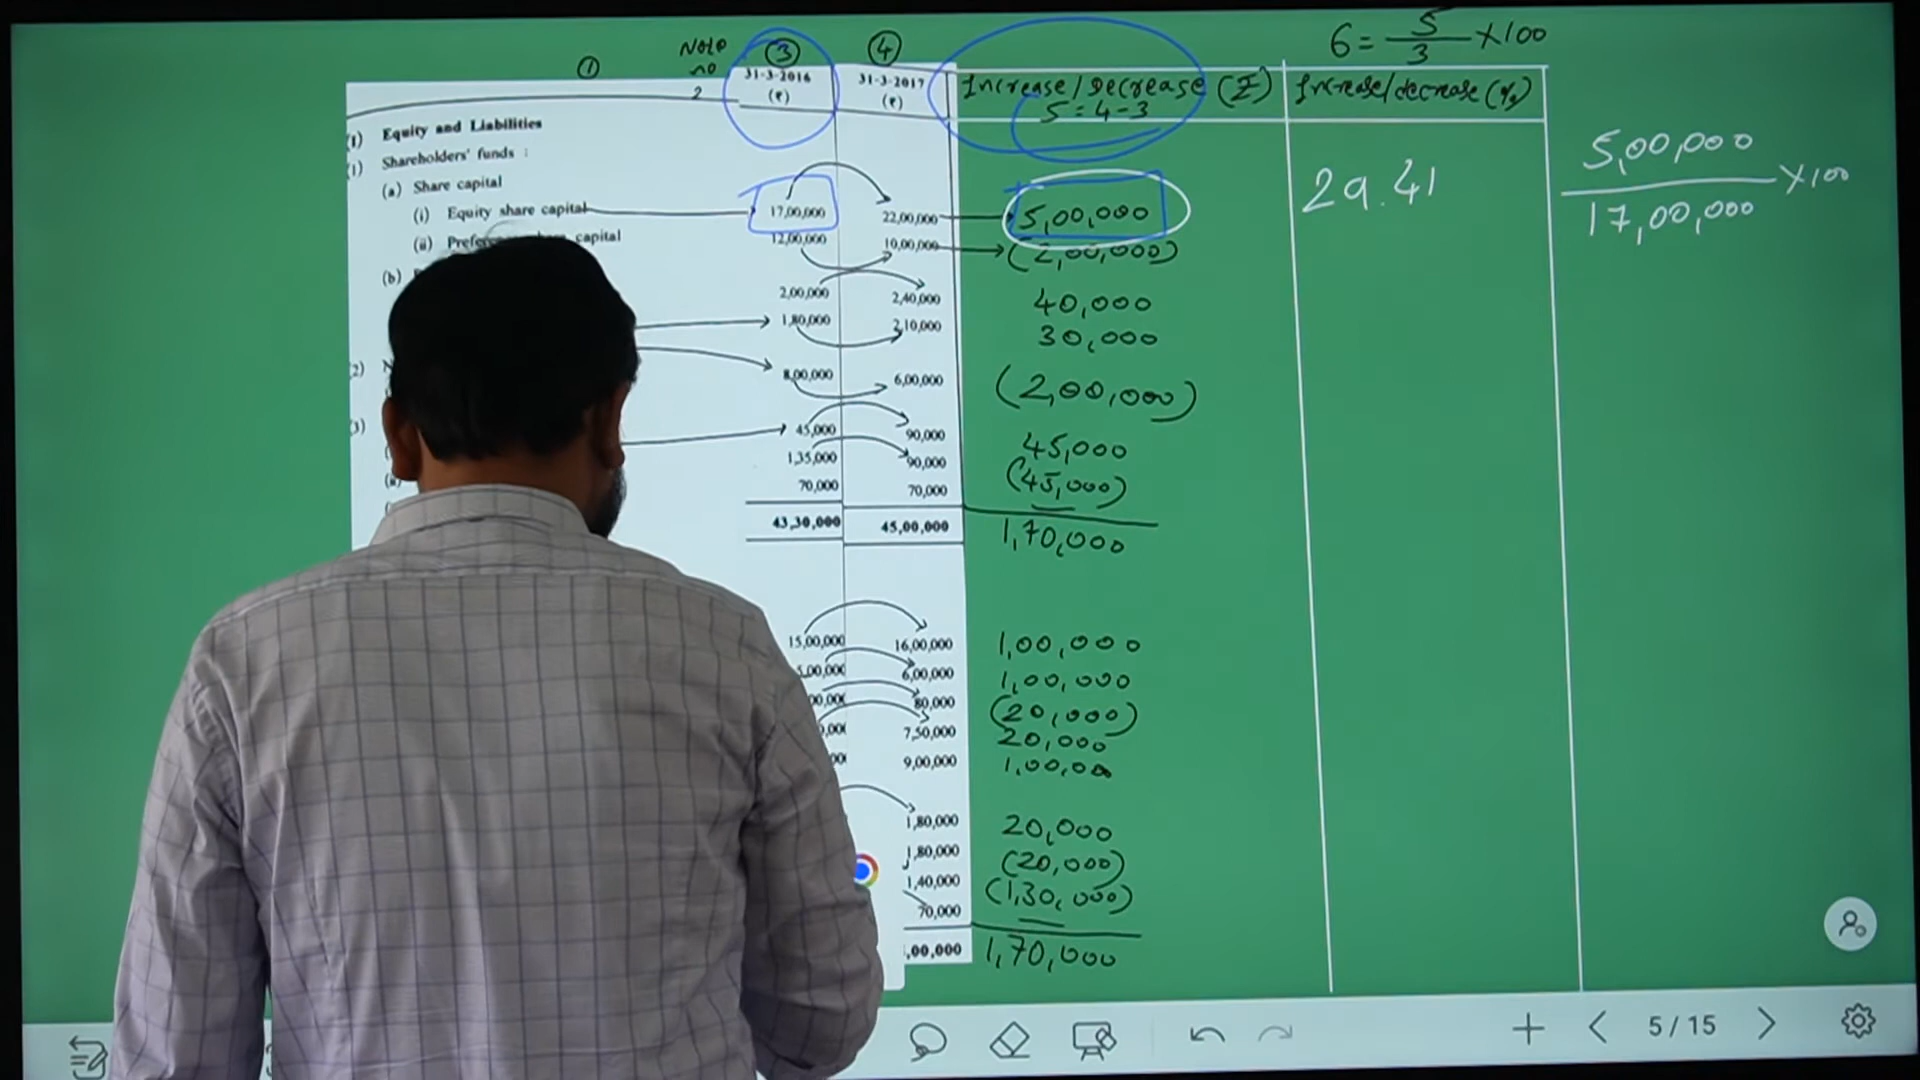 6 = 5/3 × 100
① Note no 2 ③ 31-3-2016 (₹) ④ 31-3-2017 (₹) Increase/Decrease (₹) 5 = 4 - 3 Increase/decrease (%)
(1) Equity and Liabilities
(1) Shareholders' funds :
(a) Share capital
(i) Equity share capital 17,00,000 22,00,000 5,00,000 29.41 5,00,000/17,00,000 × 100
(ii) capital 12,00,000 10,00,000 (2,00,000)
(b)
2,00,000 2,40,000 40,000
1,80,000 2,10,000 30,000
(2) 8,00,000 6,00,000 (2,00,000)
(3) 45,000 90,000 45,000
1,35,000 90,000 (45,000)
70,000 70,000
43,30,000 45,00,000 1,70,000
15,00,000 16,00,000 1,00,000
5,00,000 6,00,000 1,00,000
80,000 (20,000)
7,50,000 20,000
9,00,000 1,00,000
1,80,000 20,000
1,80,000 (20,000)
1,40,000 (1,30,000)
70,000
,00,000 1,70,000
5 / 15